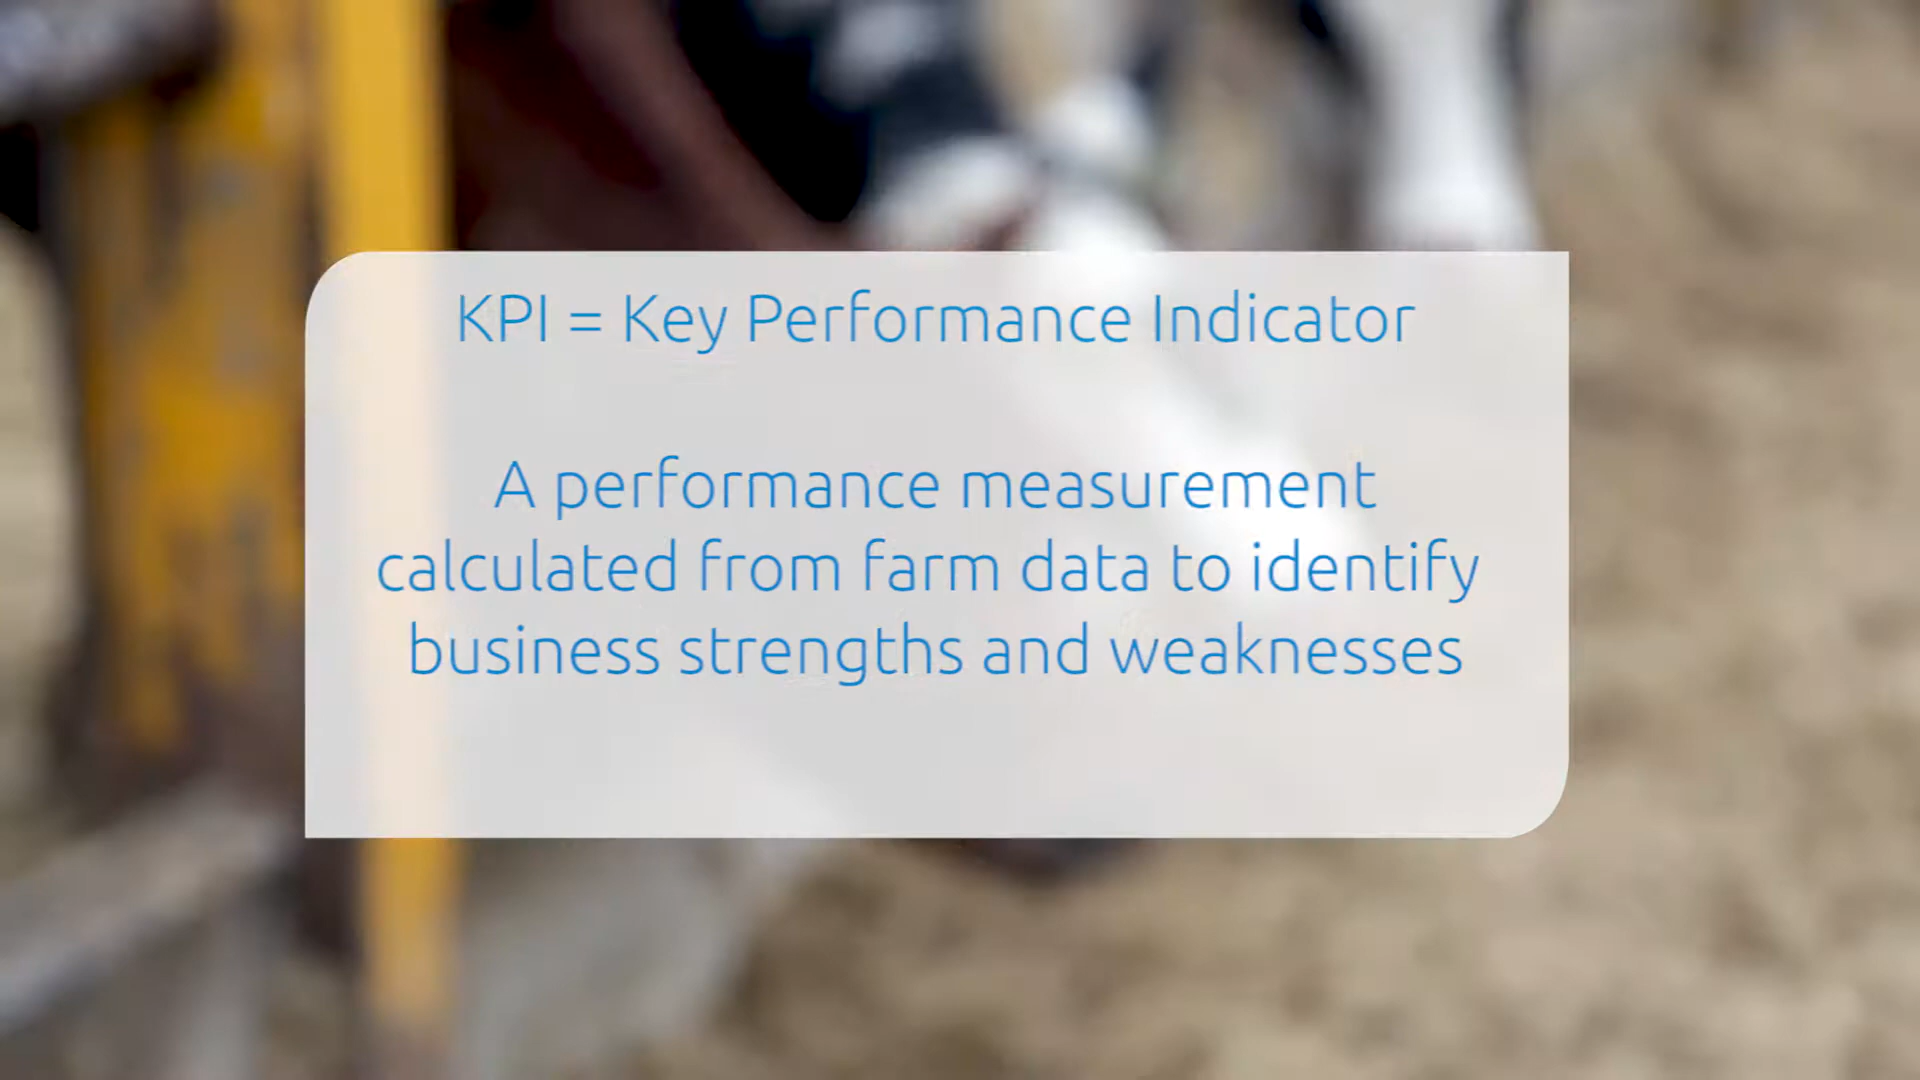 KPI = Key Performance Indicator
A performance measurement
calculated from farm data to identify
business strengths and weaknesses